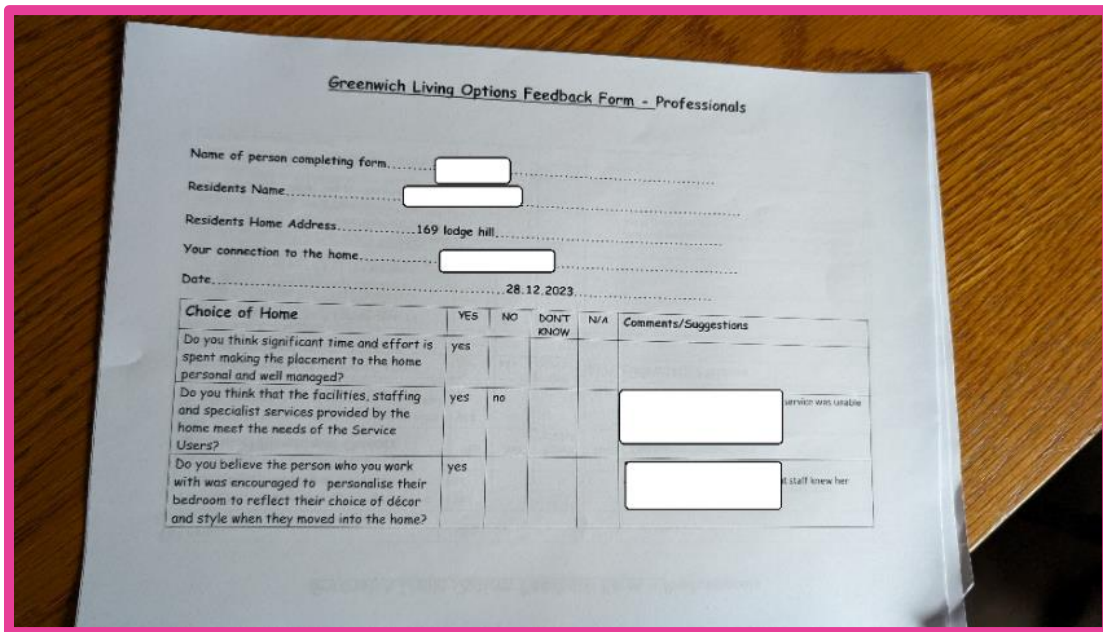 Greenwich Living Options Feedback Form - Professionals
Name of person completing form
Residents Name
Residents Home Address..............169 lodge hill
Your connection to the home
Date..............28.12.2023
Choice of Home YES NO DONT KNOW N/A Comments/Suggestions
Do you think significant time and effort is yes
spent making the placement to the home
personal and well managed?
Do you think that the facilities, staffing yes no service was unable
and specialist services provided by the
home meet the needs of the Service
Users?
Do you believe the person who you work yes
with was encouraged to personalise their staff knew her
bedroom to reflect their choice of décor
and style when they moved into the home?